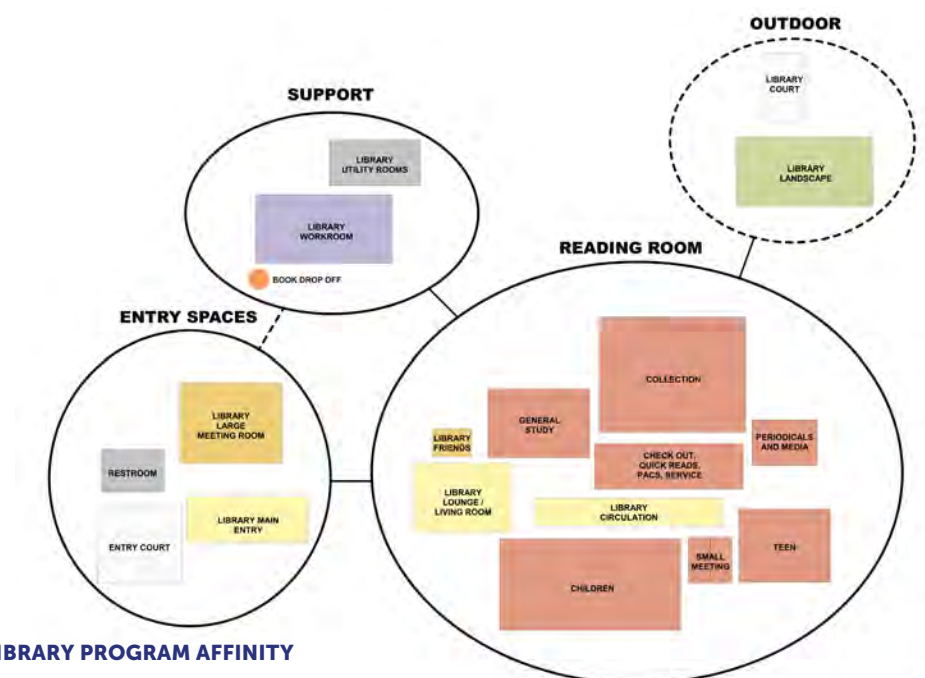 OUTDOOR
LIBRARY
COURT
LIBRARY
LANDSCAPE
SUPPORT
LIBRARY
UTILITY ROOMS
LIBRARY
WORKROOM
BOOK DROP OFF
READING ROOM
COLLECTION
GENERAL
STUDY
LIBRARY
FRIENDS
PERIODICALS
AND MEDIA
CHECK OUT,
QUICK READS,
PACS, SERVICE
LIBRARY
LOUNGE /
LIVING ROOM
LIBRARY
CIRCULATION
CHILDREN
SMALL
MEETING
TEEN
ENTRY SPACES
LIBRARY
LARGE
MEETING ROOM
RESTROOM
LIBRARY MAIN
ENTRY
ENTRY COURT
IBRARY PROGRAM AFFINITY